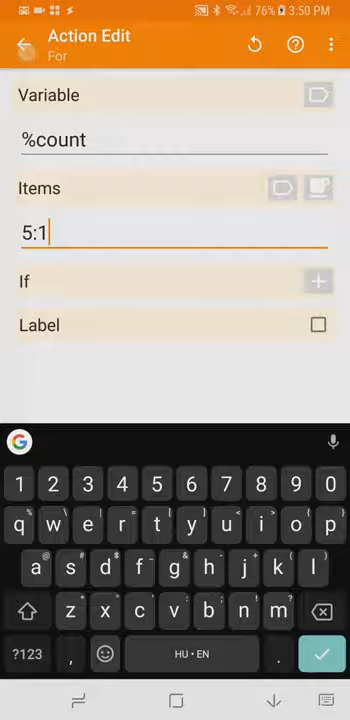 76% 3:50 PM
Action Edit
For
Variable
%count
Items
5:1
If
Label
1 2 3 4 5 6 7 8 9 0
q w e r t y u i o p
a s d f g h j k l
z x c v b n m
?123 , HU • EN .